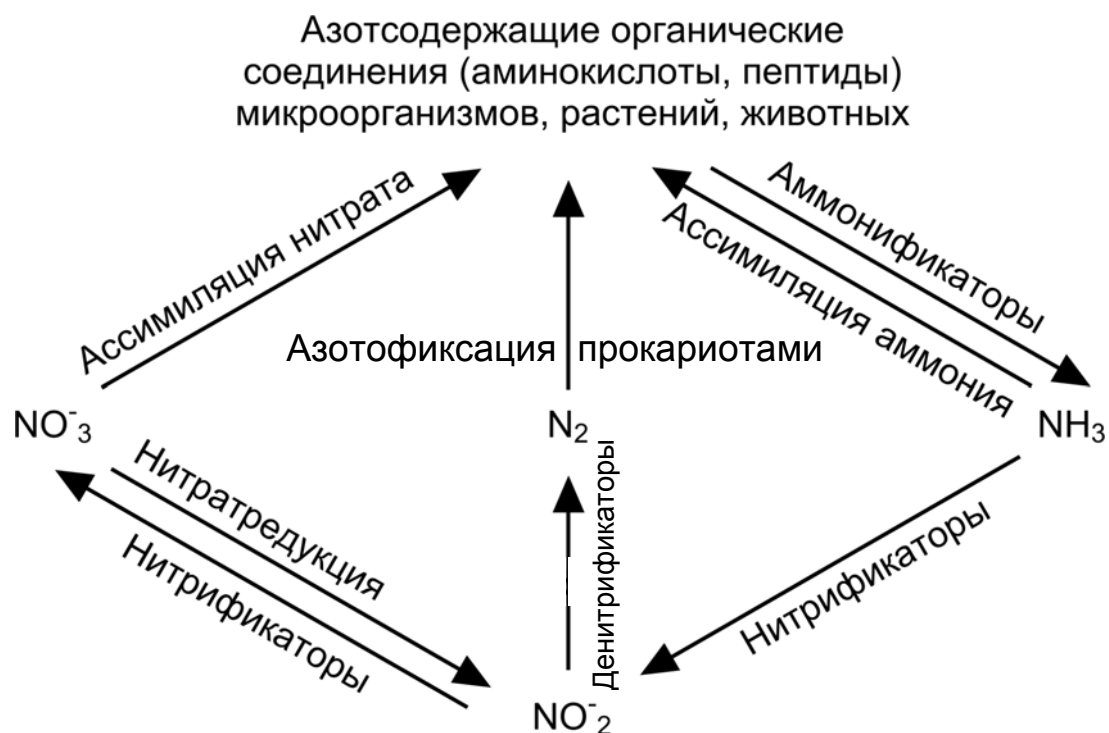 Азотсодержащие органические
соединения (аминокислоты, пептиды)
микроорганизмов, растений, животных
Ассимиляция нитрата
Аммонификаторы
Ассимиляция аммония
Азотофиксация прокариотами
NO⁻₃
N₂
NH₃
Нитратредукция
Нитрификаторы
Денитрификаторы
Нитрификаторы
NO⁻₂